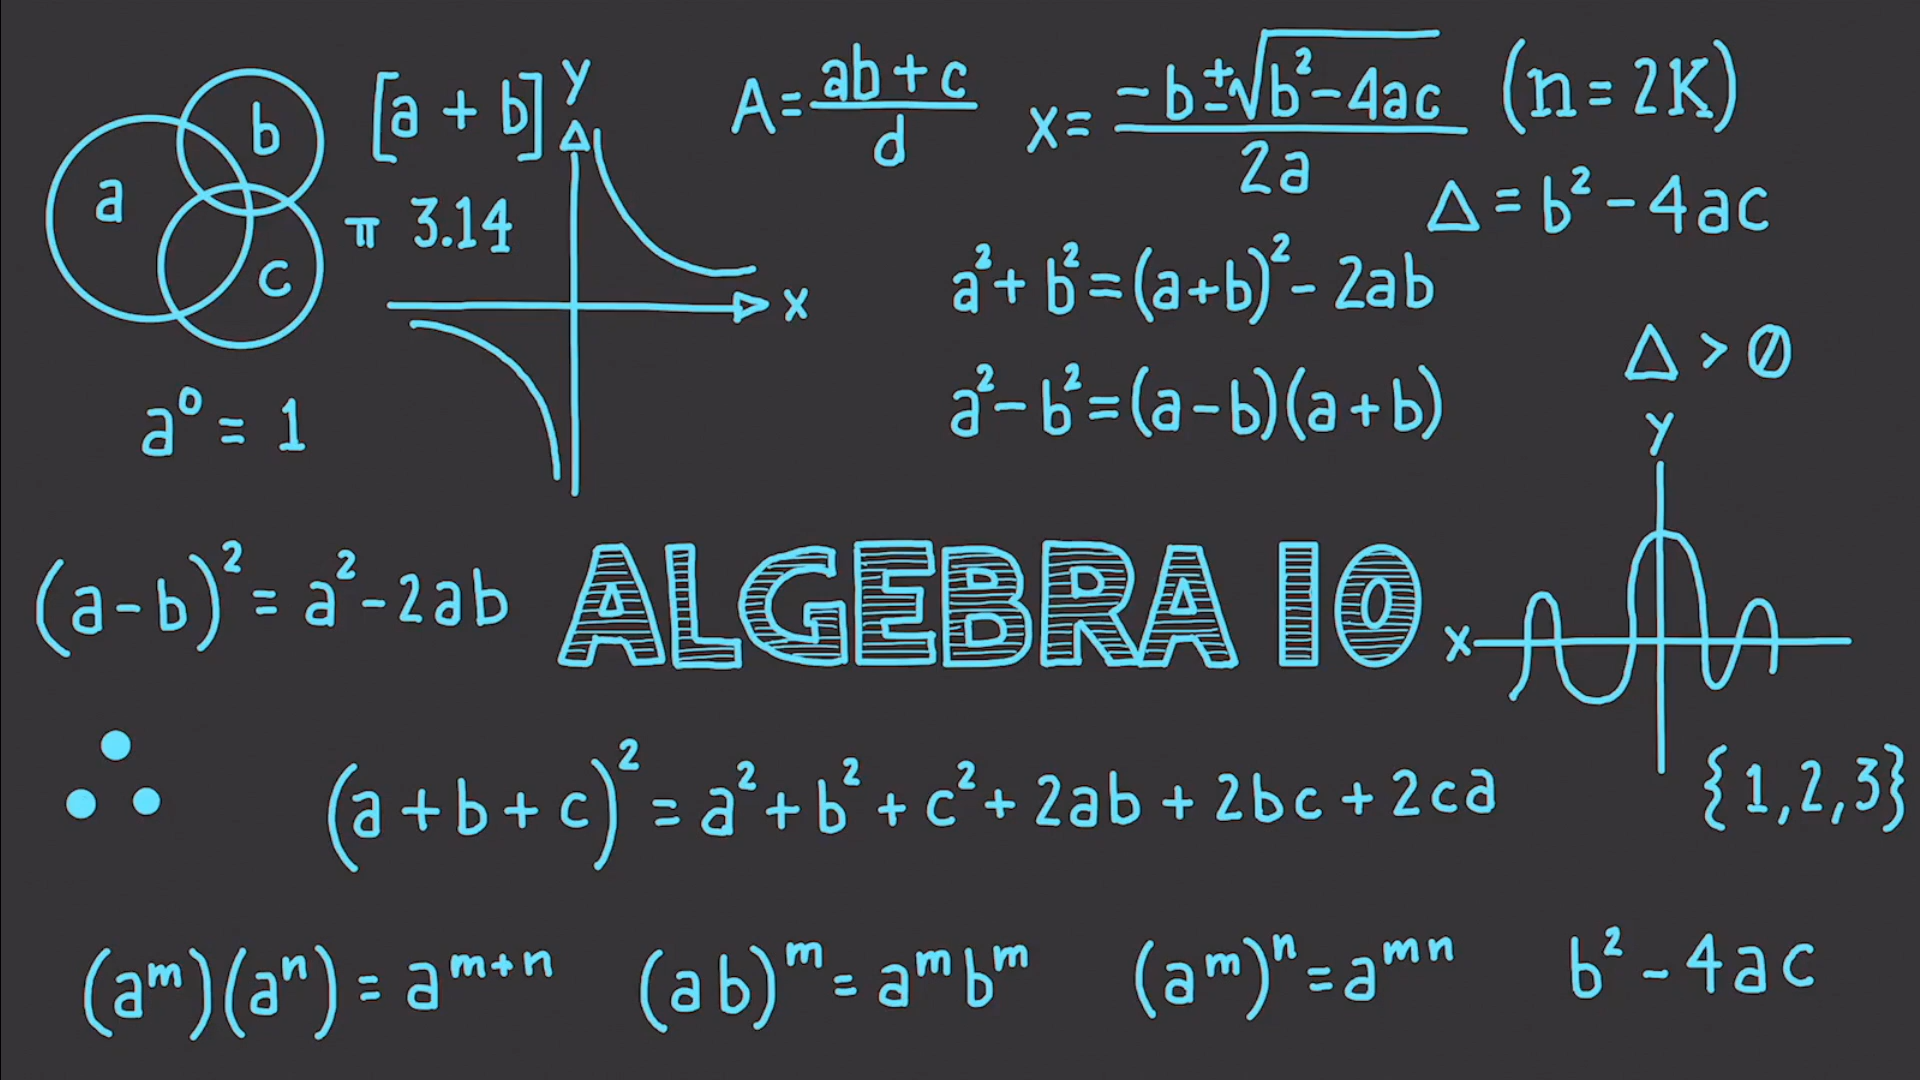 a
b
c
[a + b]
y
x
π 3.14
a⁰ = 1
A = (ab + c) / d
x = (-b ± √(b² - 4ac)) / 2a
(n = 2K)
Δ = b² - 4ac
a² + b² = (a+b)² - 2ab
a² - b² = (a-b)(a+b)
Δ > 0
y
x
(a-b)² = a² - 2ab
ALGEBRA 10
∴
(a+b+c)² = a² + b² + c² + 2ab + 2bc + 2ca
{1,2,3}
(aᵐ)(aⁿ) = aᵐ⁺ⁿ
(ab)ᵐ = aᵐbᵐ
(aᵐ)ⁿ = aᵐⁿ
b² - 4ac